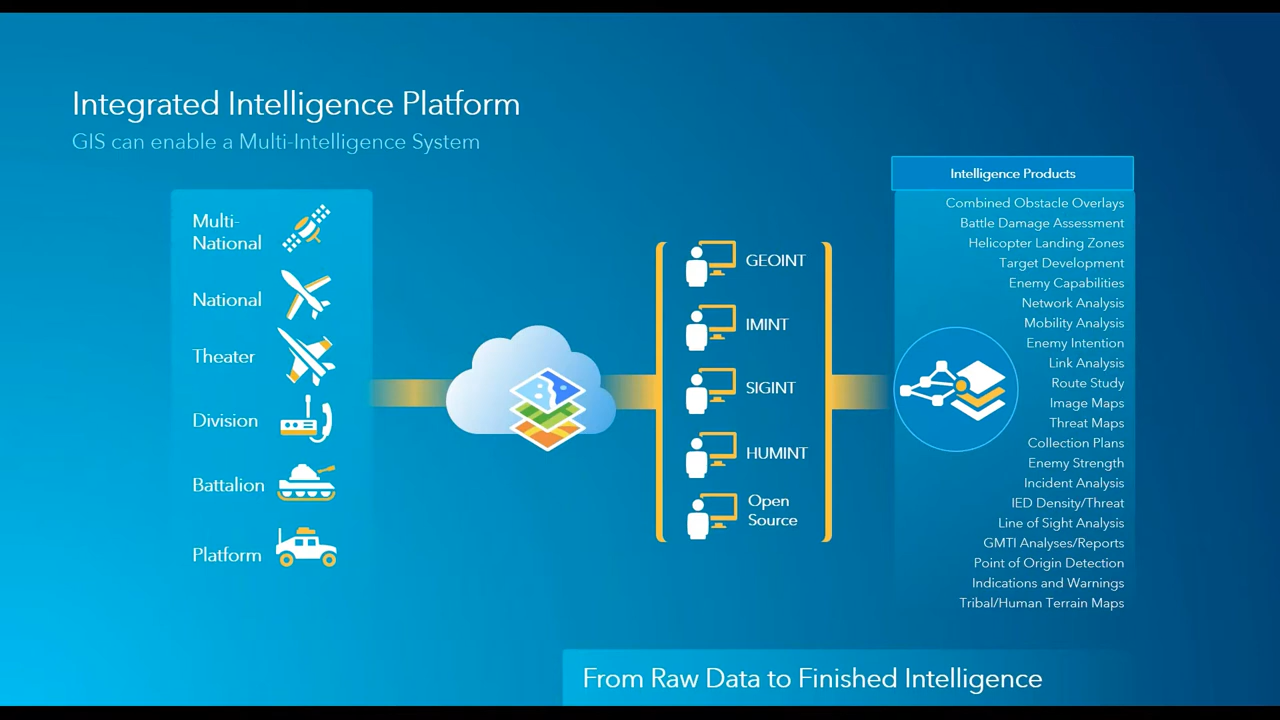 Integrated Intelligence Platform
GIS can enable a Multi-Intelligence System
Multi-
National
National
Theater
Division
Battalion
Platform
GEOINT
IMINT
SIGINT
HUMINT
Open
Source
Intelligence Products
Combined Obstacle Overlays
Battle Damage Assessment
Helicopter Landing Zones
Target Development
Enemy Capabilities
Network Analysis
Mobility Analysis
Enemy Intention
Link Analysis
Route Study
Image Maps
Threat Maps
Collection Plans
Enemy Strength
Incident Analysis
IED Density/Threat
Line of Sight Analysis
GMTI Analyses/Reports
Point of Origin Detection
Indications and Warnings
Tribal/Human Terrain Maps
From Raw Data to Finished Intelligence